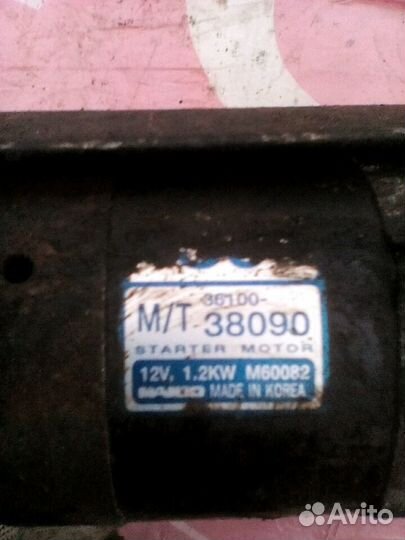 36100-
M/T 38090
STARTER MOTOR
12V, 1.2KW M60082
MADE IN KOREA
Avito